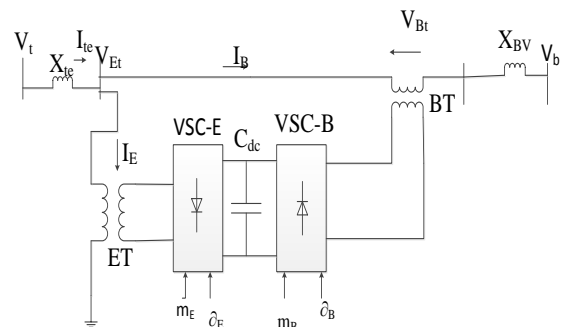 V_Bt
V_t
I_te
V_Et
I_B
X_BV
V_b
X_te
BT
VSC-E
VSC-B
C_dc
I_E
ET
m_E
∂_E
m_B
∂_B